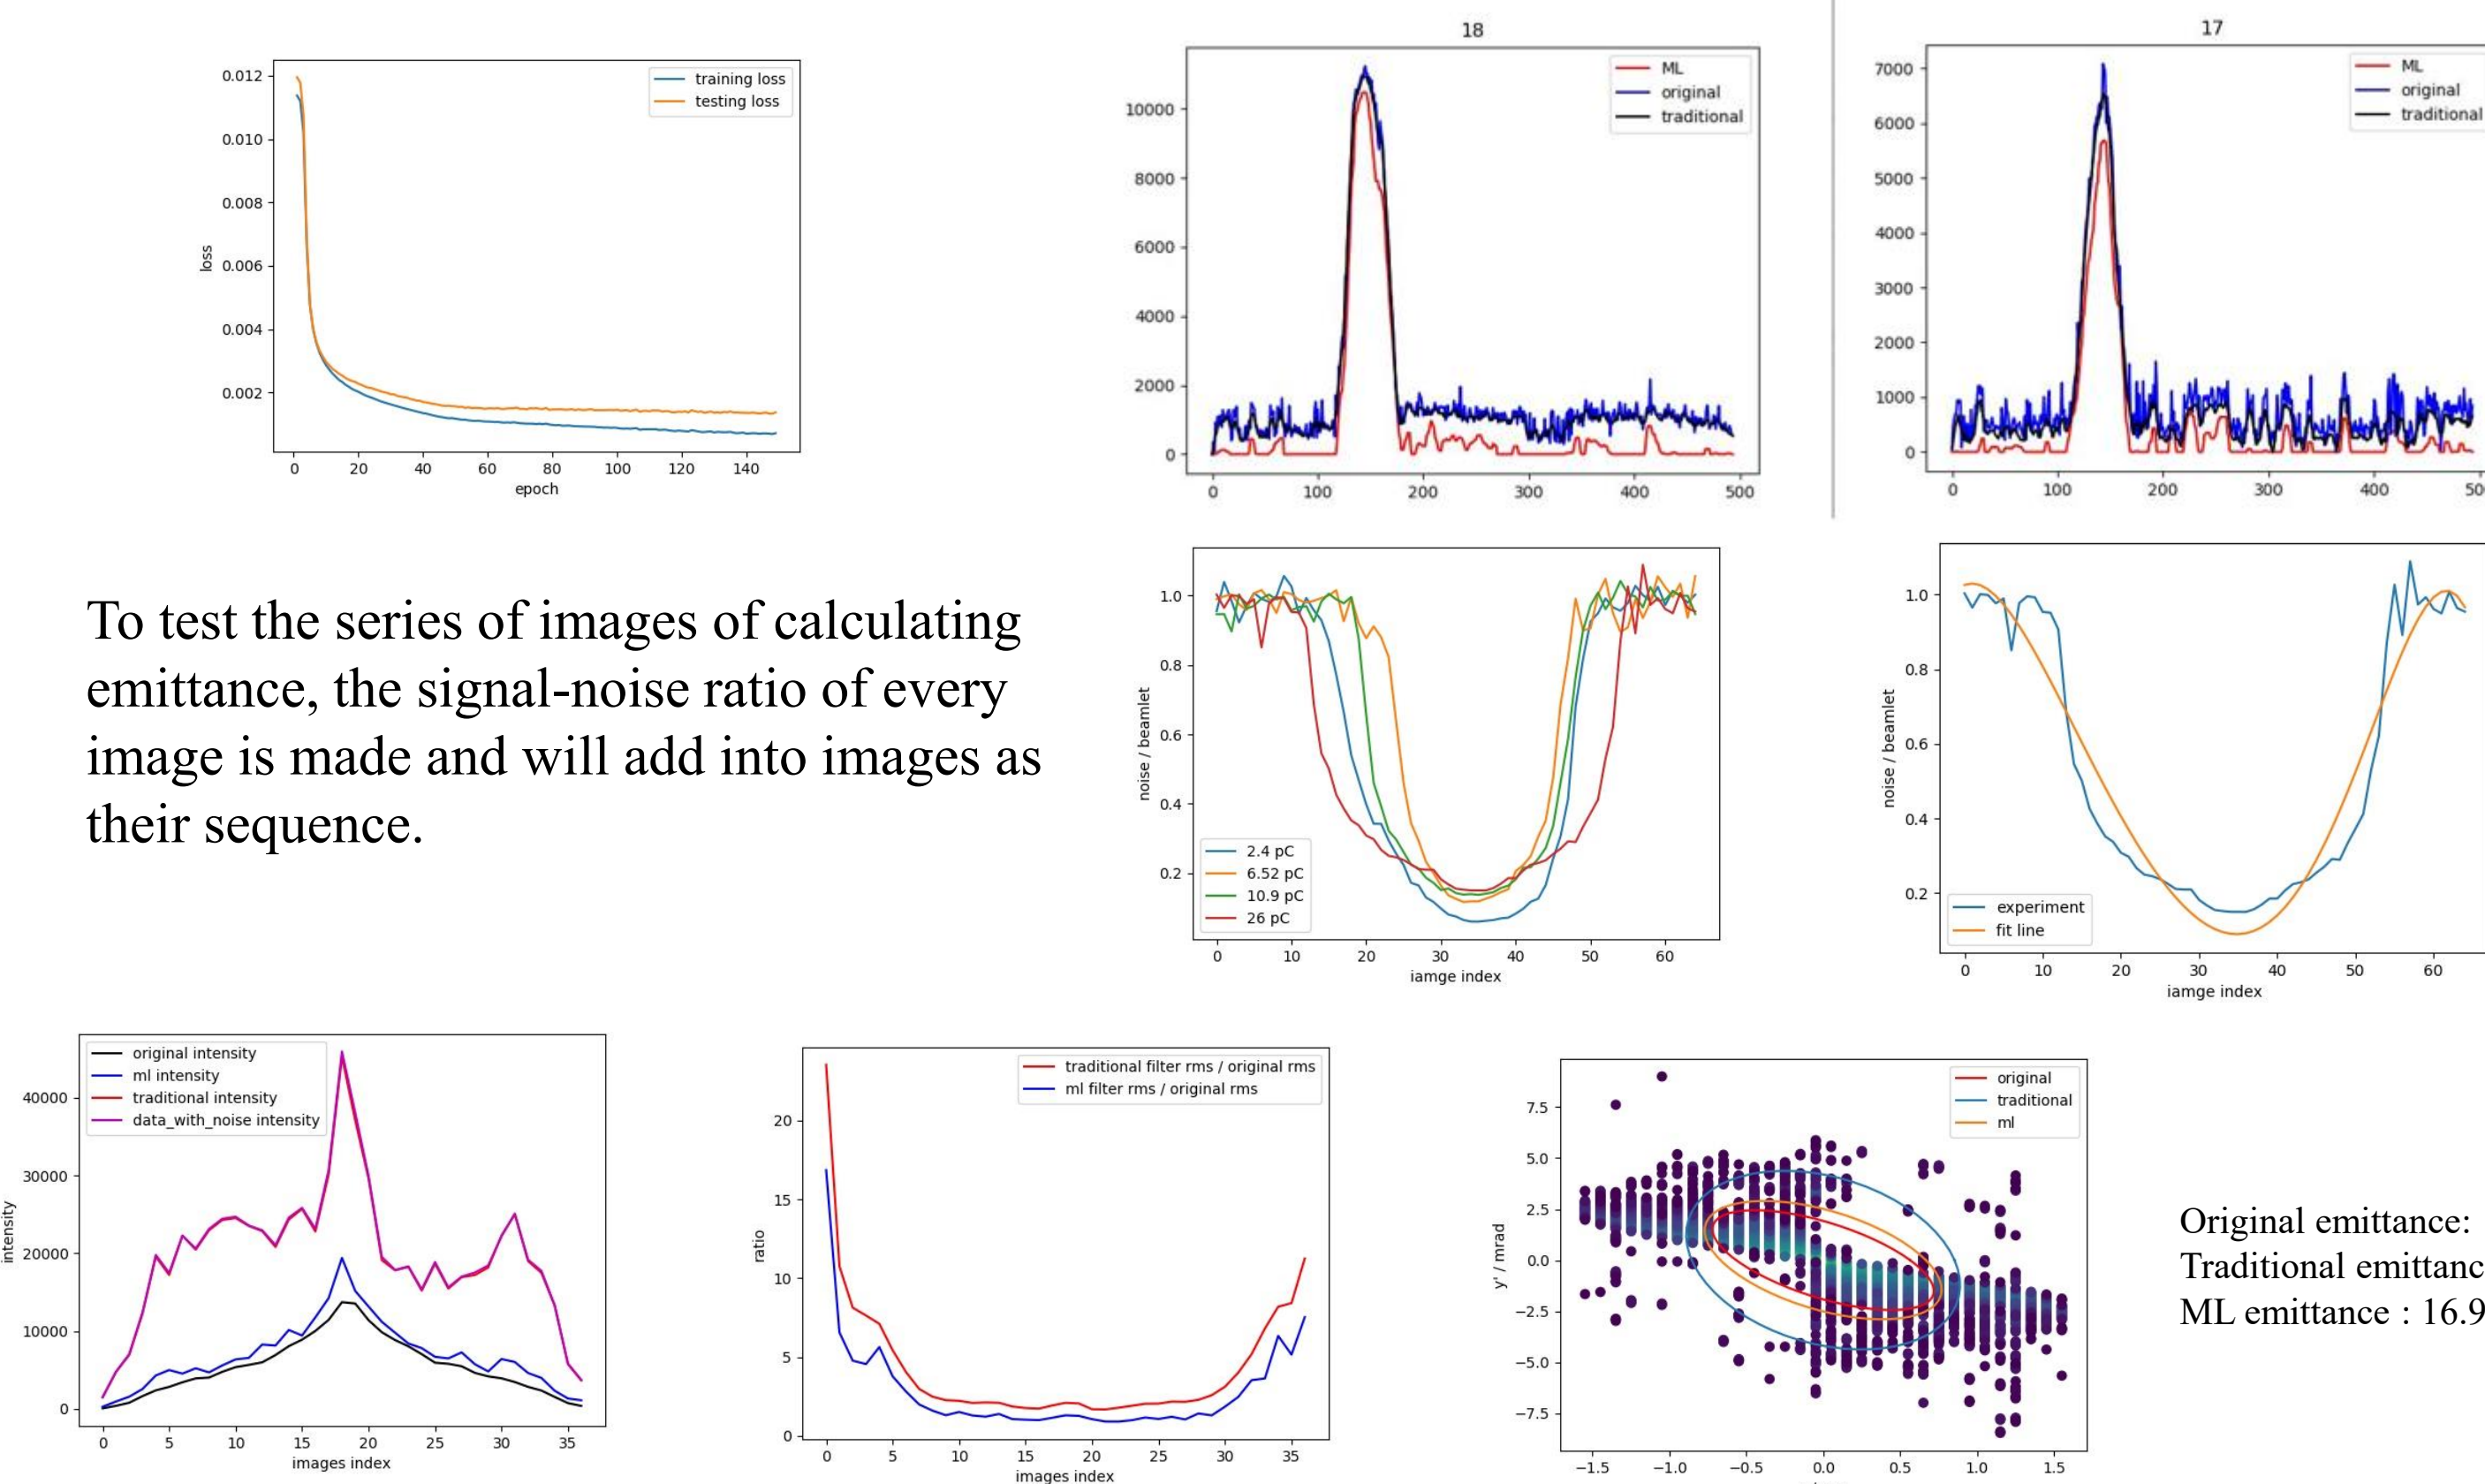 0.012
0.010
0.008
0.006
0.004
0.002
loss
training loss
testing loss
0 20 40 60 80 100 120 140
epoch
18
10000
8000
6000
4000
2000
0
ML
original
traditional
0 100 200 300 400 500
17
7000
6000
5000
4000
3000
2000
1000
0
ML
original
traditional
0 100 200 300 400
To test the series of images of calculating
emittance, the signal-noise ratio of every
image is made and will add into images as
their sequence.
1.0
0.8
0.6
0.4
0.2
noise / beamlet
2.4 pC
6.52 pC
10.9 pC
26 pC
0 10 20 30 40 50 60
iamge index
1.0
0.8
0.6
0.4
0.2
noise / beamlet
experiment
fit line
0 10 20 30 40 50 60
iamge index
original intensity
ml intensity
traditional intensity
data_with_noise intensity
40000
30000
20000
10000
0
intensity
0 5 10 15 20 25 30 35
images index
traditional filter rms / original rms
ml filter rms / original rms
20
15
10
5
0
ratio
0 5 10 15 20 25 30 35
images index
original
traditional
ml
7.5
5.0
2.5
0.0
−2.5
−5.0
−7.5
y' / mrad
−1.5 −1.0 −0.5 0.0 0.5 1.0 1.5
Original emittance:
Traditional emittanc
ML emittance : 16.9